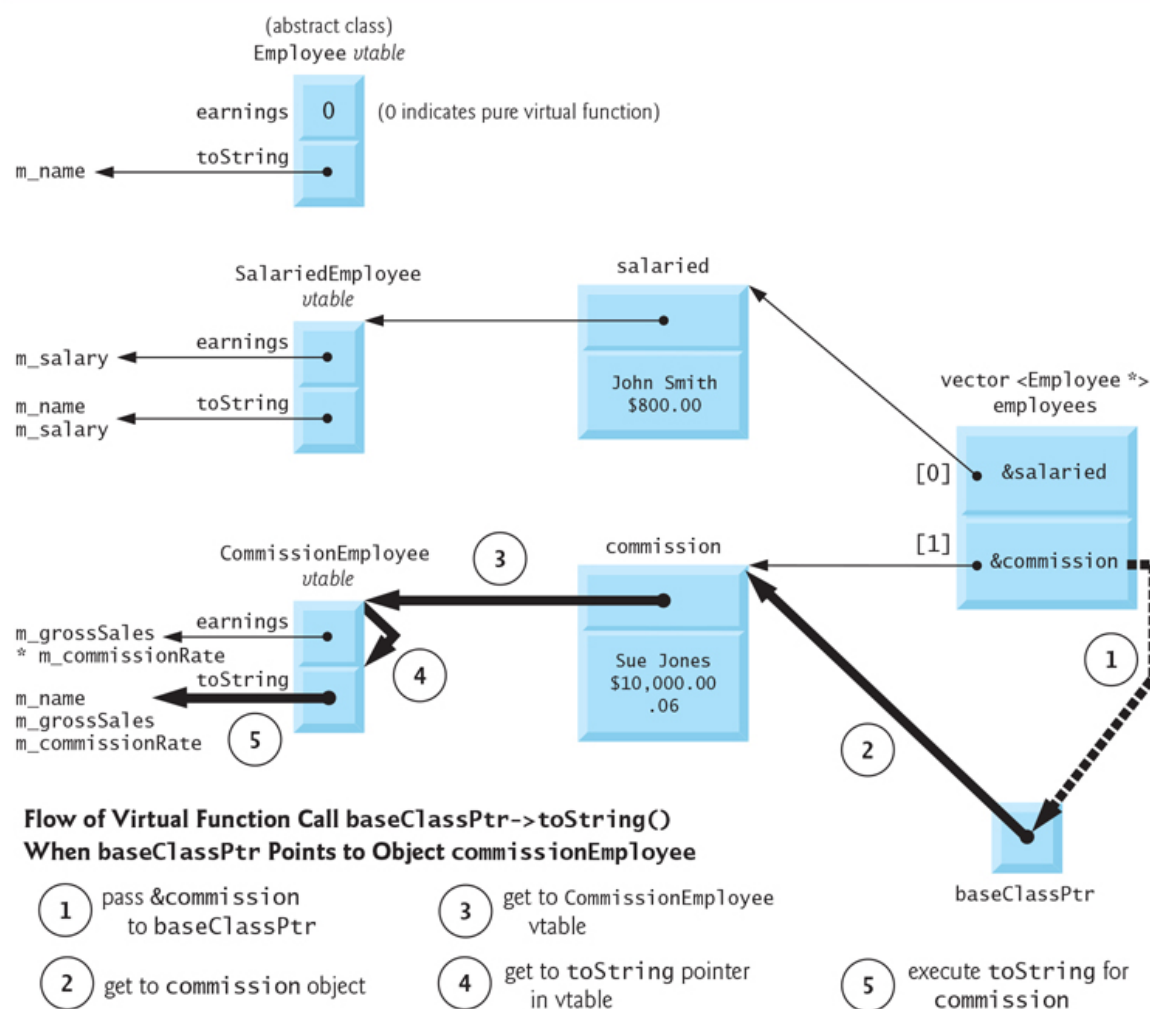 (abstract class)
Employee vtable
earnings
0
(0 indicates pure virtual function)
toString
m_name
SalariedEmployee
vtable
earnings
m_salary
toString
m_name
m_salary
salaried
John Smith
$800.00
vector <Employee *>
employees
[0]
&salaried
[1]
&commission
CommissionEmployee
vtable
3
commission
earnings
m_grossSales
* m_commissionRate
4
Sue Jones
$10,000.00
.06
1
toString
m_name
m_grossSales
m_commissionRate
5
2
baseClassPtr
Flow of Virtual Function Call baseClassPtr->toString()
When baseClassPtr Points to Object commissionEmployee
1
pass &commission
to baseClassPtr
2
get to commission object
3
get to CommissionEmployee
vtable
4
get to toString pointer
in vtable
5
execute toString for
commission